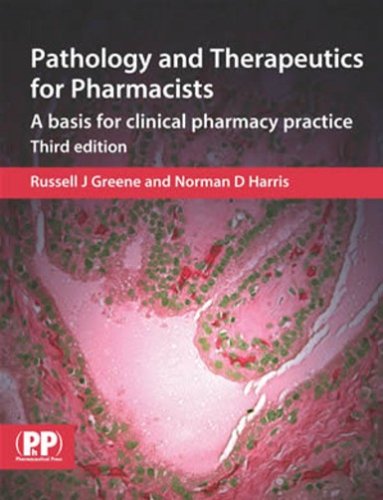 Pathology and Therapeutics
for Pharmacists
A basis for clinical pharmacy practice
Third edition
Russell J Greene and Norman D Harris
PhP
Pharmaceutical Press